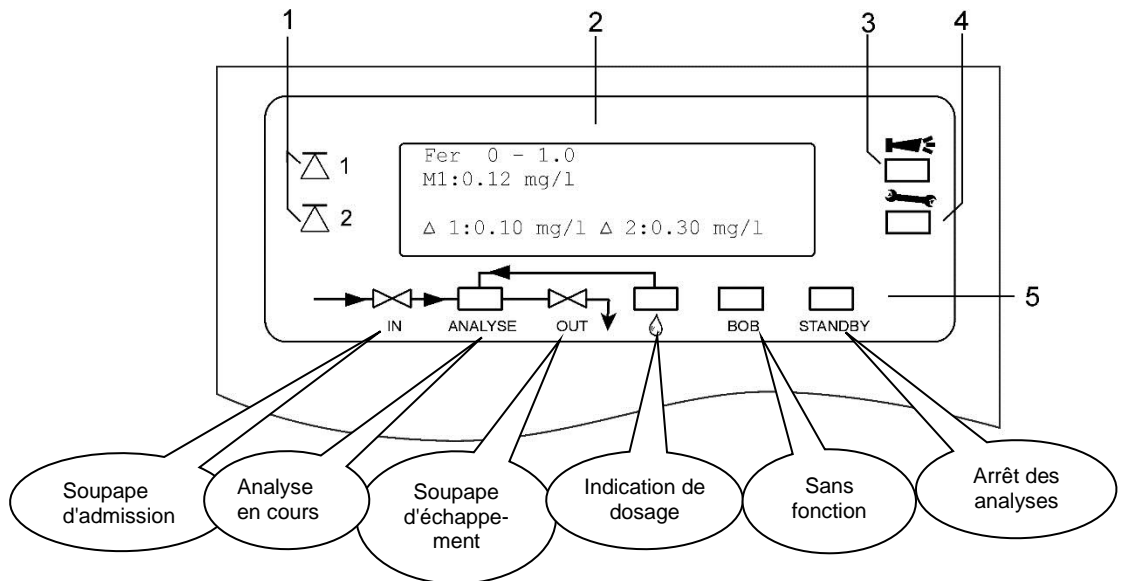 1
2
3
4
1
2
Fer 0 - 1.0
M1:0.12 mg/l
△ 1:0.10 mg/l △ 2:0.30 mg/l
5
IN
ANALYSE
OUT
BOB
STANDBY
Soupape
d'admission
Analyse
en cours
Soupape
d'échappe-
ment
Indication de
dosage
Sans
fonction
Arrêt des
analyses